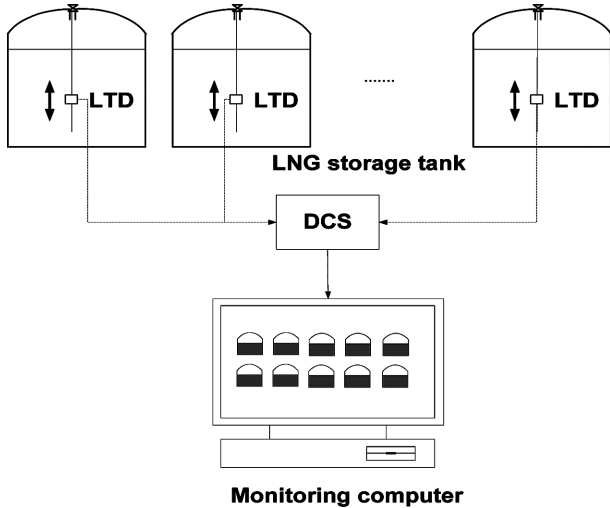 LTD
LTD
.......
LTD
LNG storage tank
DCS
Monitoring computer